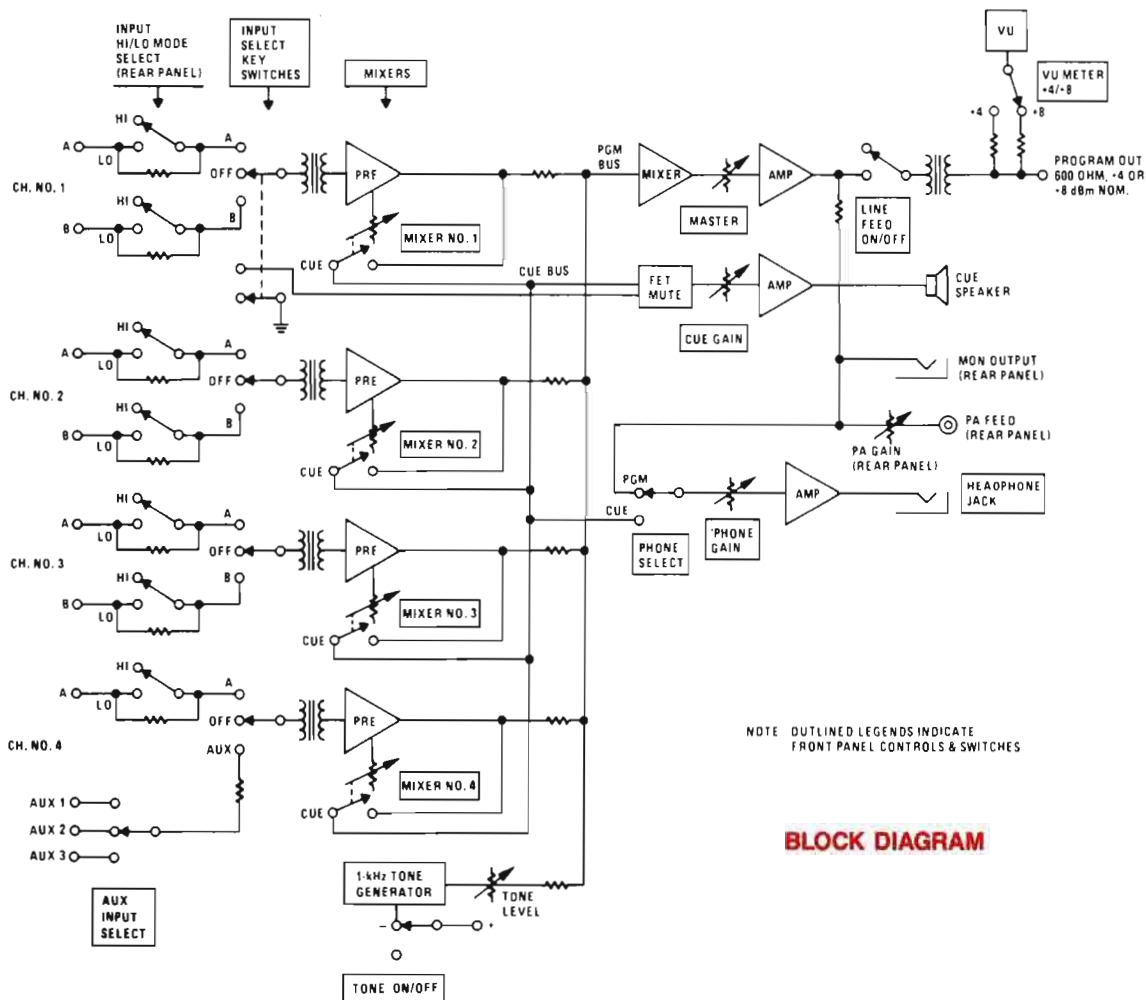 INPUT
HI/LO MODE
SELECT
(REAR PANEL)
INPUT
SELECT
KEY
SWITCHES
MIXERS
VU
VU METER
+4/+8
+4
+8
CH. NO. 1
A
HI
LO
A
OFF
B
HI
LO
B
PRE
MIXER NO. 1
CUE
PGM
BUS
MIXER
MASTER
AMP
LINE
FEED
ON/OFF
PROGRAM OUT
600 OHM, +4 OR
+8 dBm NOM.
CUE BUS
FET
MUTE
CUE GAIN
AMP
CUE
SPEAKER
CH. NO. 2
A
HI
LO
A
OFF
B
HI
LO
B
PRE
MIXER NO. 2
CUE
MON OUTPUT
(REAR PANEL)
PA FEED
(REAR PANEL)
PA GAIN
(REAR PANEL)
PGM
CUE
PHONE
SELECT
'PHONE
GAIN
AMP
HEADPHONE
JACK
CH. NO. 3
A
HI
LO
A
OFF
B
HI
LO
B
PRE
MIXER NO. 3
CUE
CH. NO. 4
A
HI
LO
A
OFF
AUX
PRE
MIXER NO. 4
CUE
AUX 1
AUX 2
AUX 3
AUX
INPUT
SELECT
1-kHz TONE
GENERATOR
TONE
LEVEL
-
+
TONE ON/OFF
NOTE OUTLINED LEGENDS INDICATE
FRONT PANEL CONTROLS & SWITCHES
BLOCK DIAGRAM